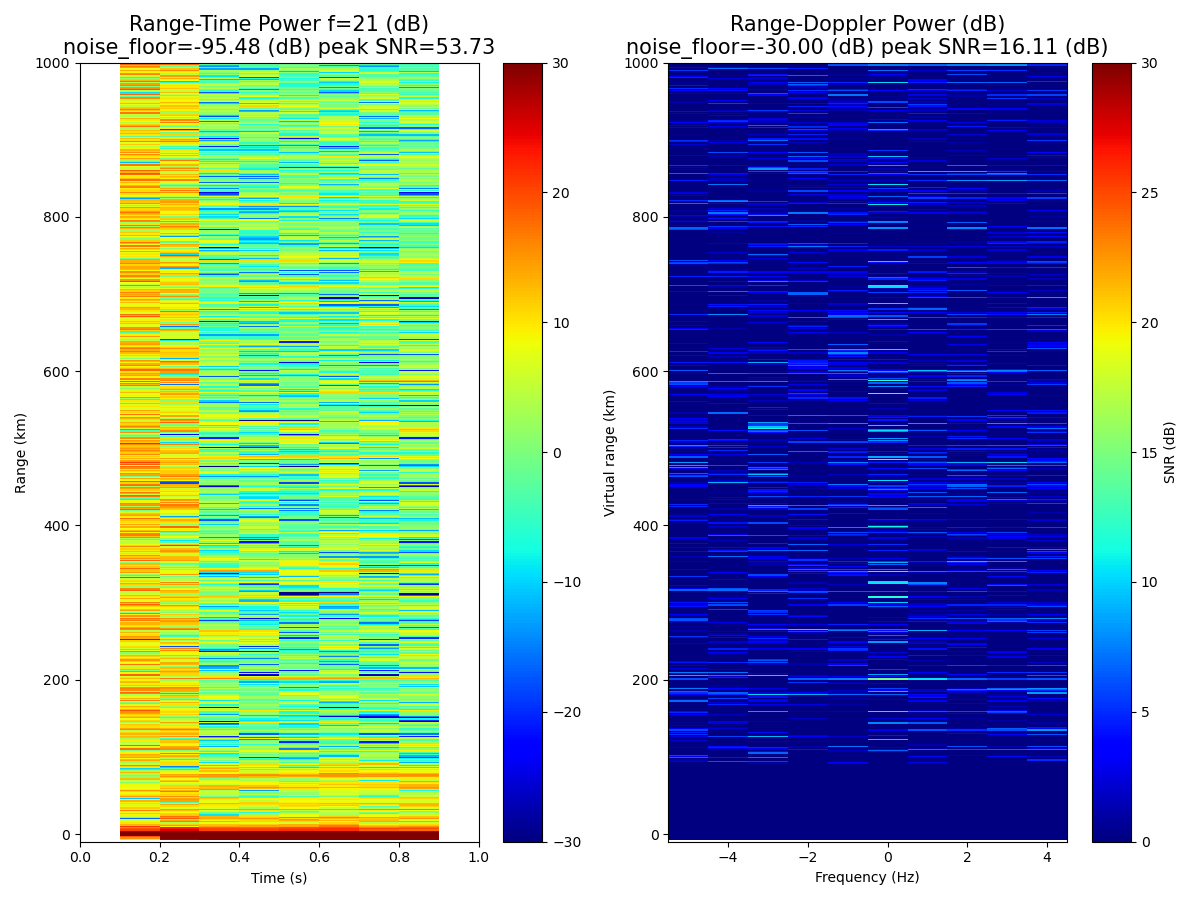 Range-Time Power f=21 (dB)
noise_floor=-95.48 (dB) peak SNR=53.73
Range (km)
1000
800
600
400
200
0
0.0 0.2 0.4 0.6 0.8 1.0
Time (s)
30
20
10
0
−10
−20
−30
Range-Doppler Power (dB)
noise_floor=-30.00 (dB) peak SNR=16.11 (dB)
Virtual range (km)
1000
800
600
400
200
0
−4 −2 0 2 4
Frequency (Hz)
30
25
20
15
10
5
0
SNR (dB)